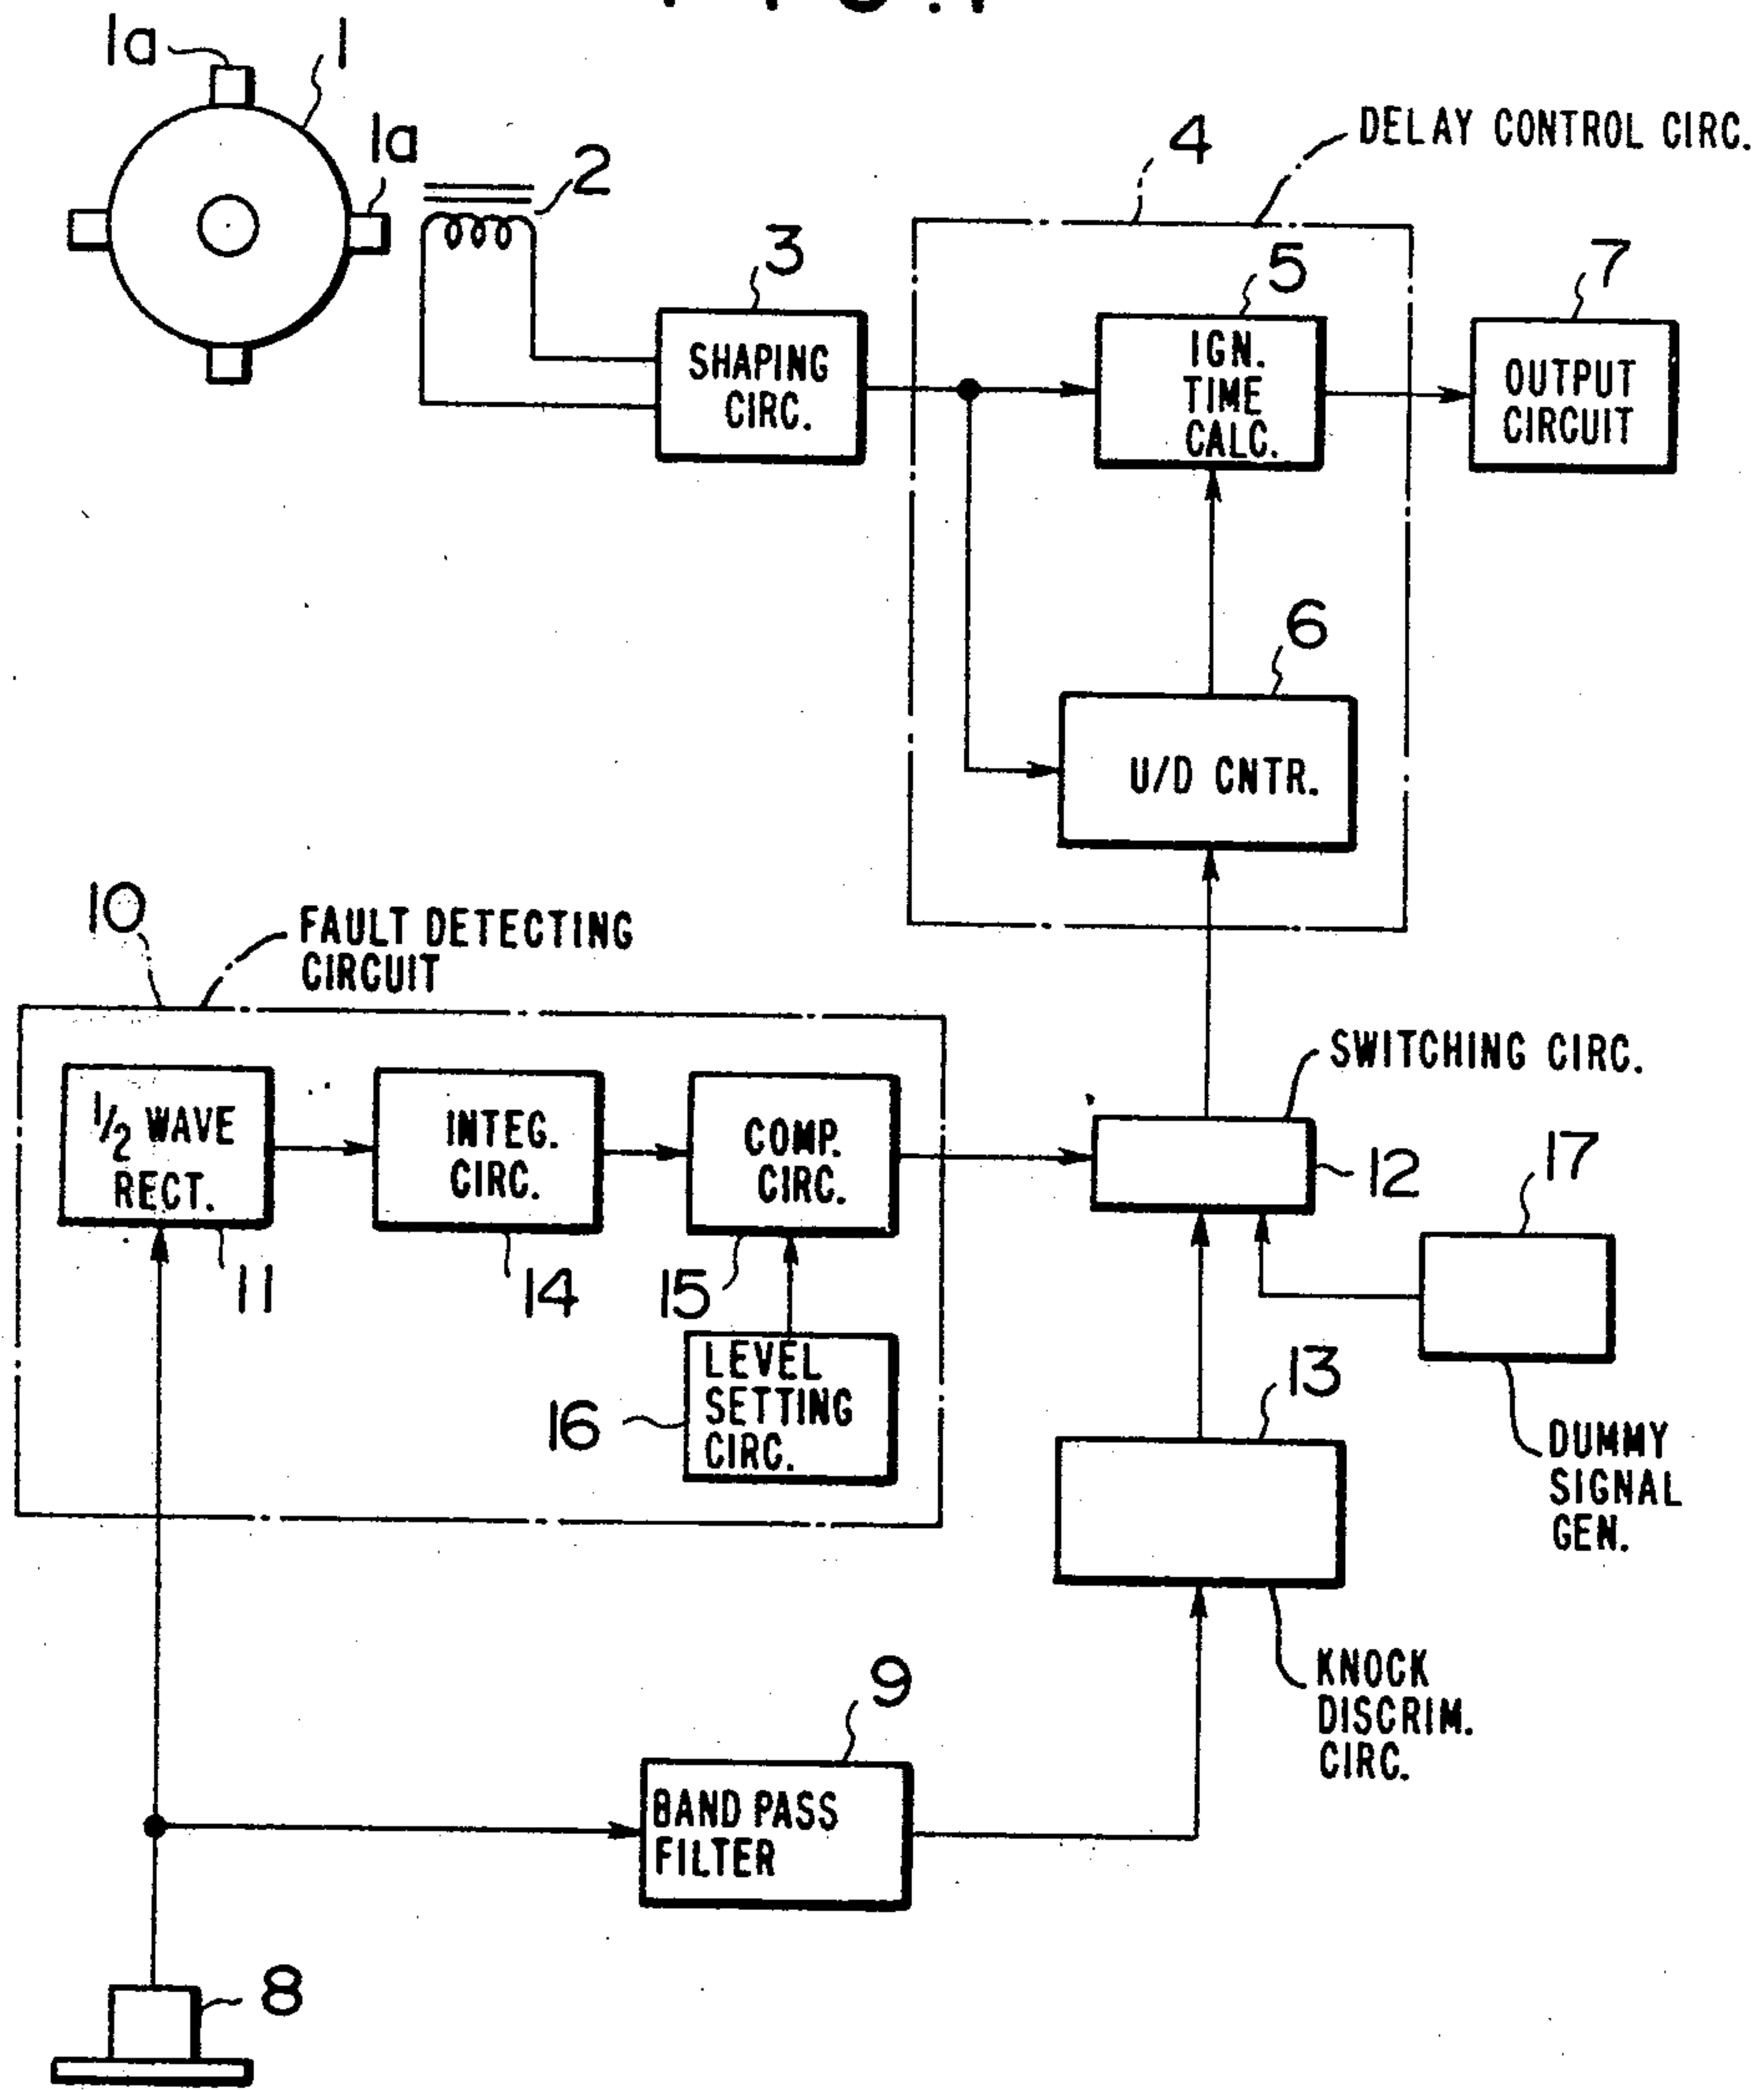 1a
1
1a
2
3
4
DELAY CONTROL CIRC.
5
7
SHAPING
CIRC.
IGN.
TIME
CALC.
OUTPUT
CIRCUIT
6
U/D CNTR.
10
FAULT DETECTING
CIRCUIT
SWITCHING CIRC.
1/2 WAVE
RECT.
INTEG.
CIRC.
COMP.
CIRC.
12
17
11
14
15
LEVEL
SETTING
CIRC.
16
13
DUMMY
SIGNAL
GEN.
KNOCK
DISCRIM.
CIRC.
9
BAND PASS
FILTER
8